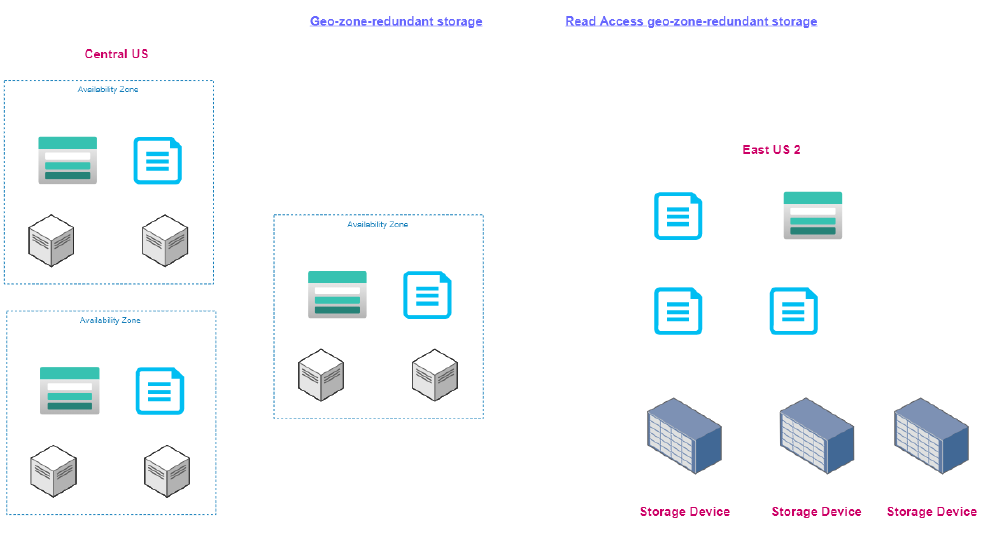 Geo-zone-redundant storage
Read Access geo-zone-redundant storage
Central US
Availability Zone
East US 2
Availability Zone
Availability Zone
Storage Device
Storage Device
Storage Device